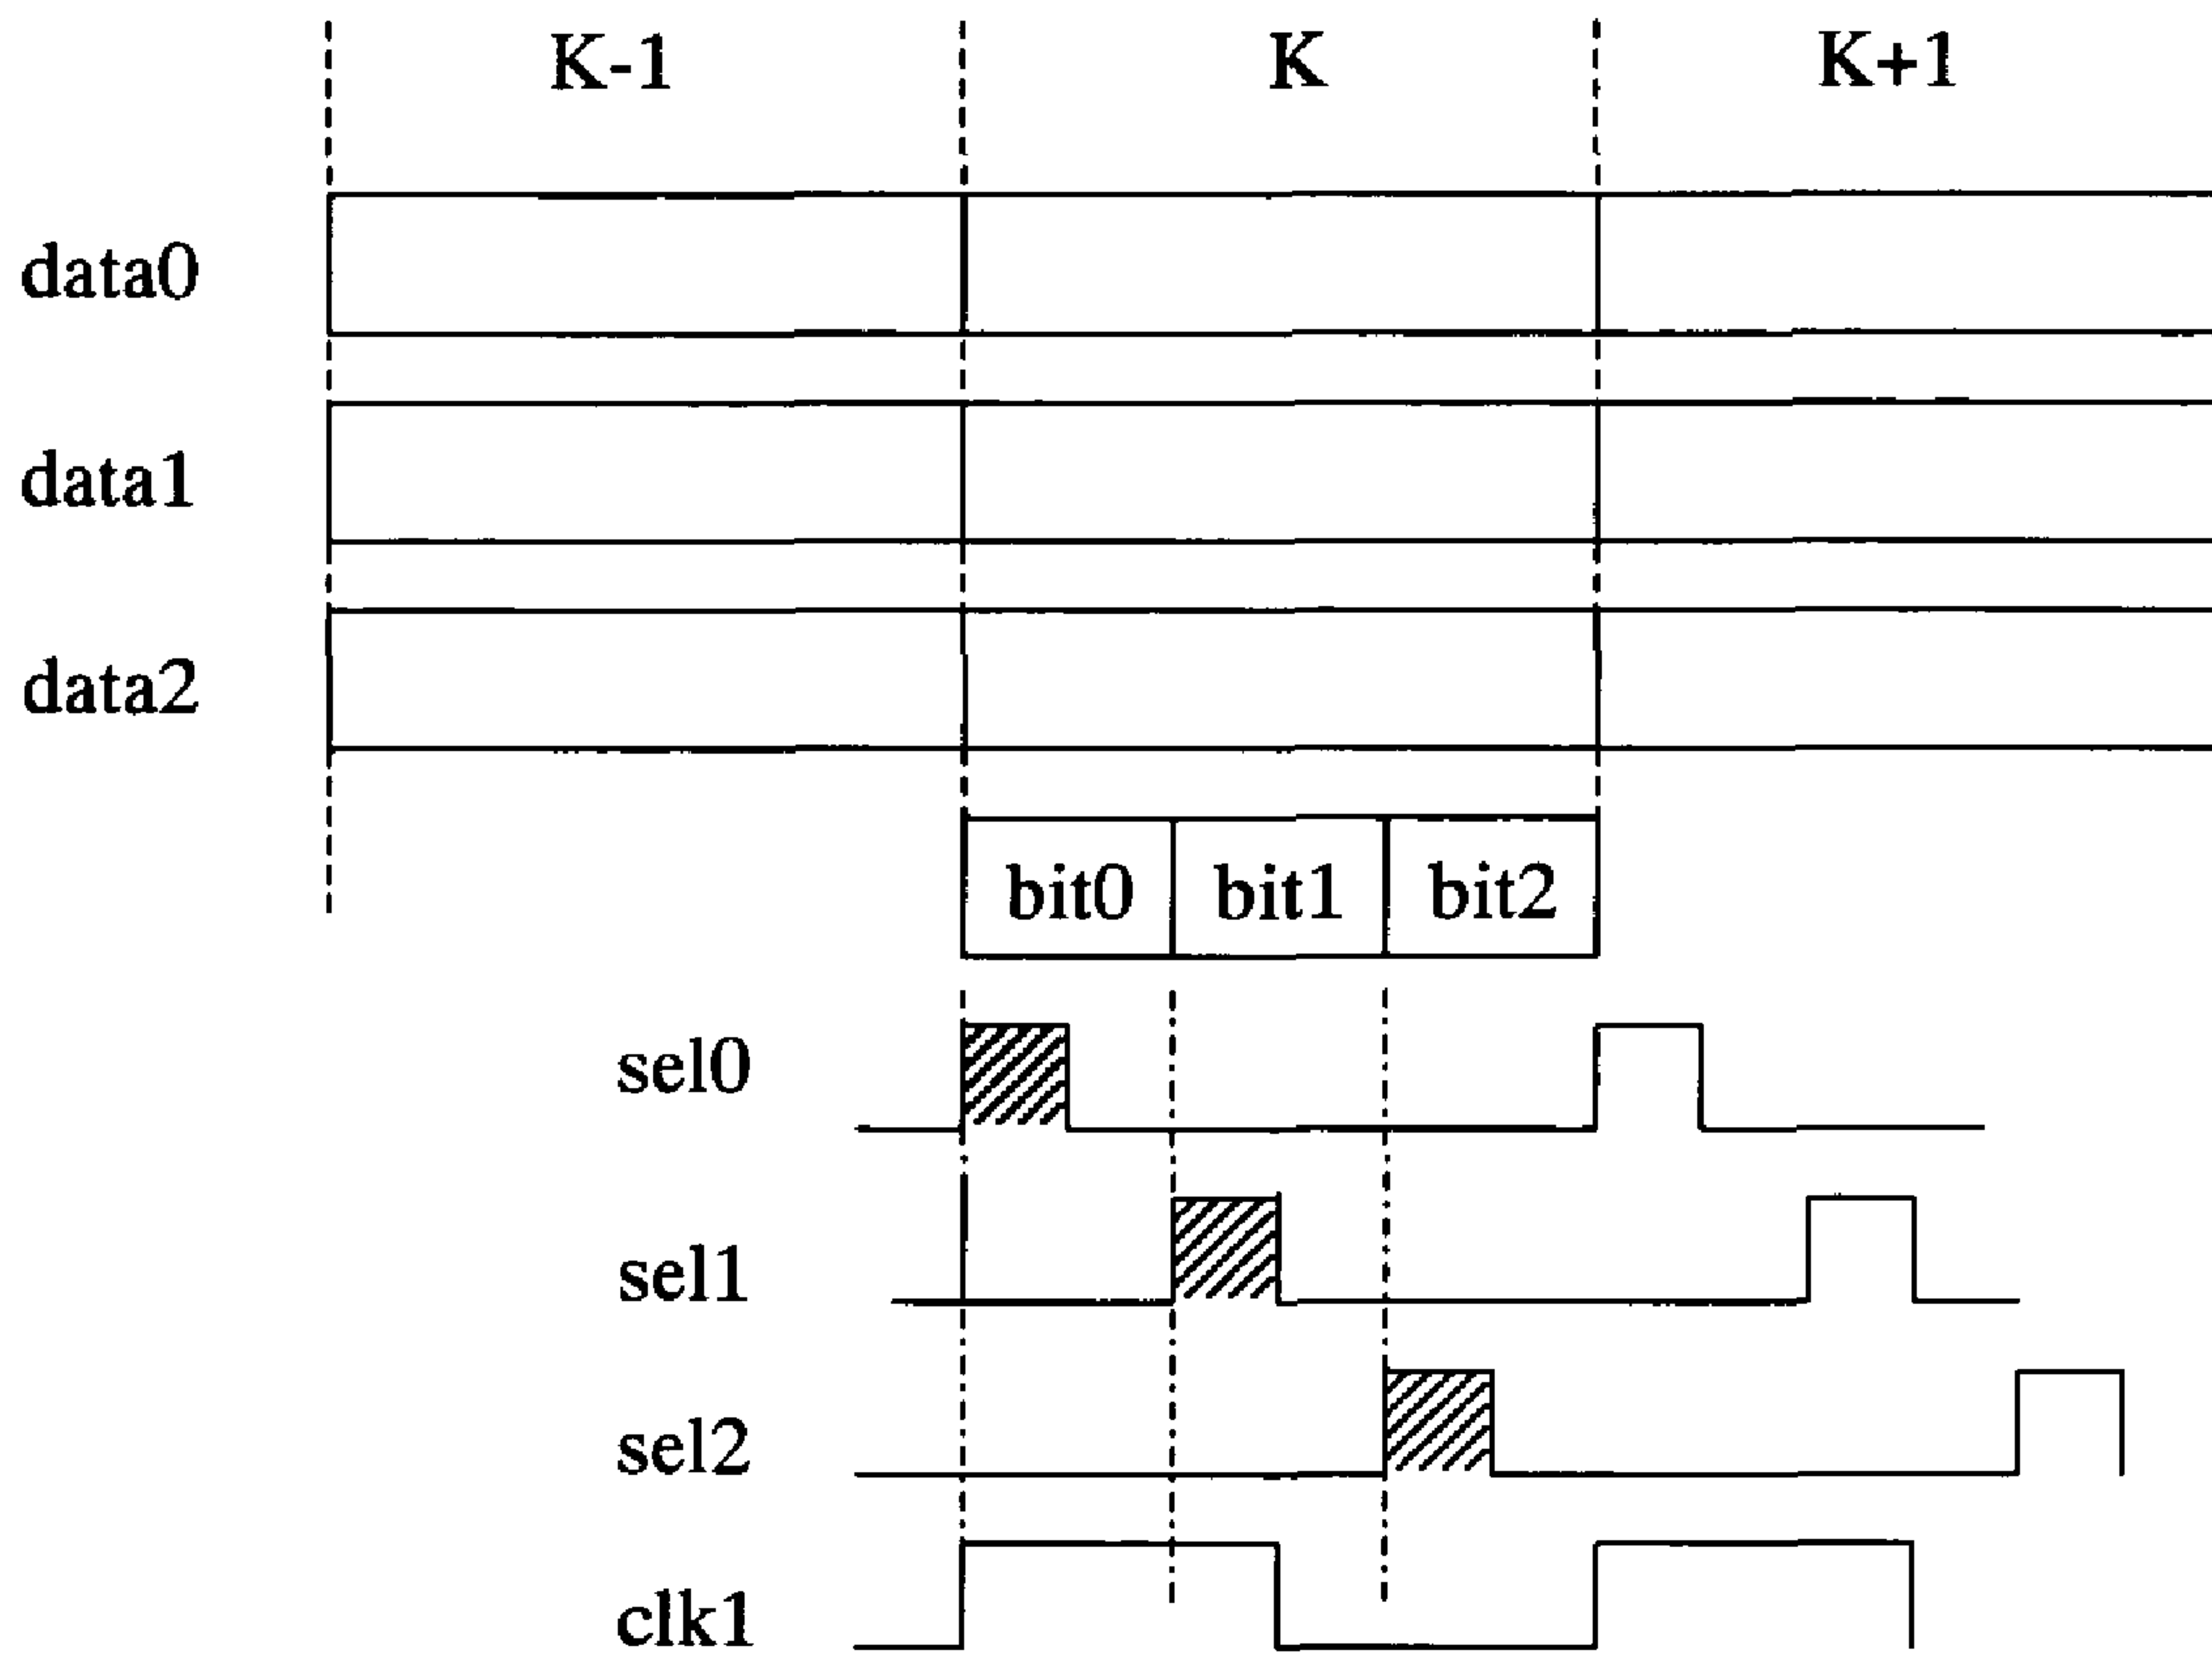 K-1 K K+1
data0
data1
data2
bit0 bit1 bit2
sel0
sel1
sel2
clk1